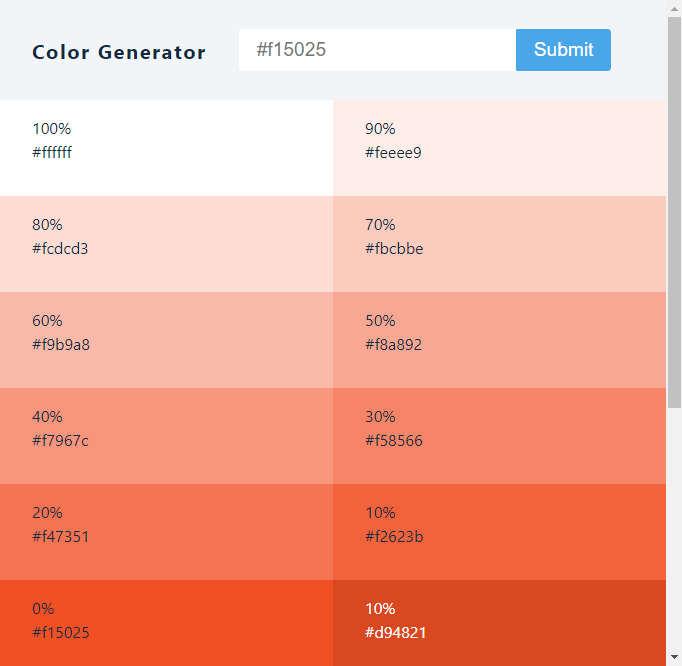 Color Generator
#f15025
Submit
100%
#ffffff
90%
#feeee9
80%
#fcdcd3
70%
#fbcbbe
60%
#f9b9a8
50%
#f8a892
40%
#f7967c
30%
#f58566
20%
#f47351
10%
#f2623b
0%
#f15025
10%
#d94821